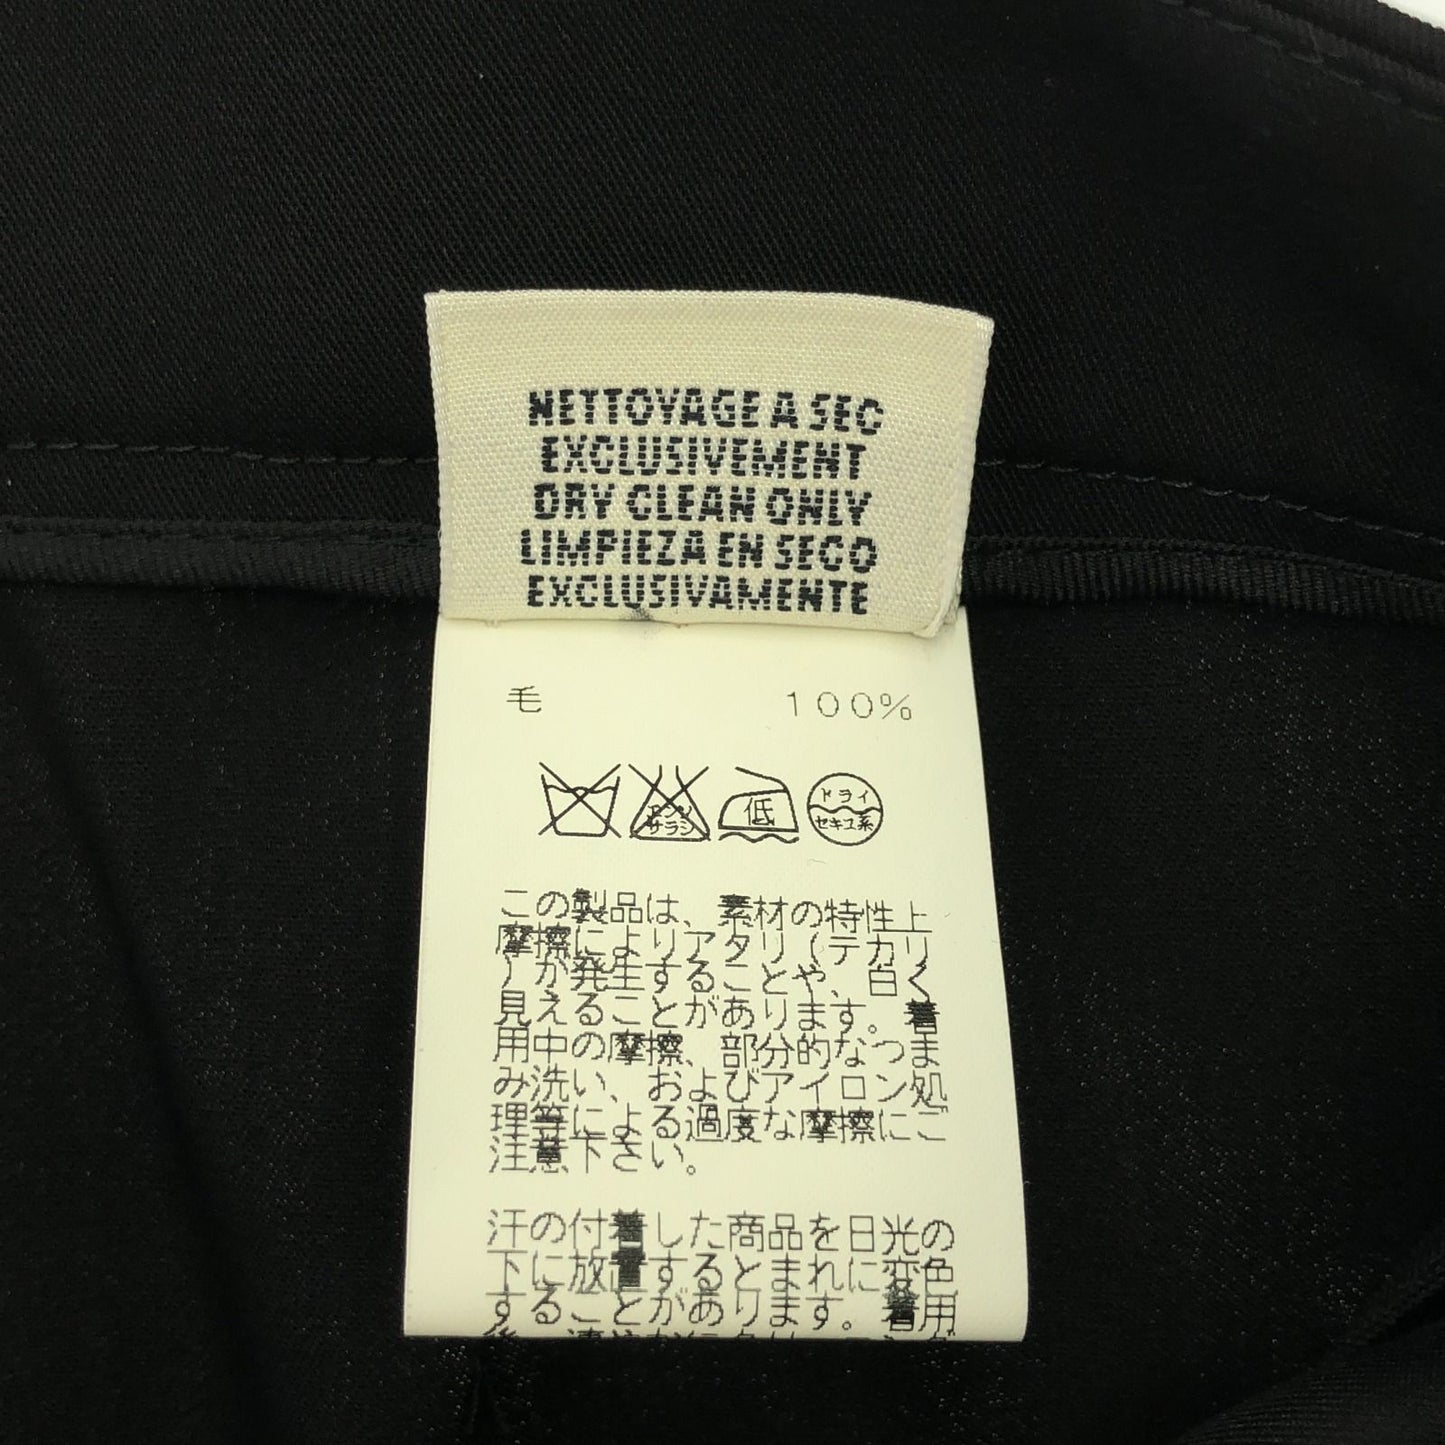 NETTOYAGE A SEC
EXCLUSIVEMENT
DRY CLEAN ONLY
LIMPIEZA EN SECO
EXCLUSIVAMENTE
毛 100%
エンソ
サラシ
低
ドライ
セキユ系
この製品は、素材の特性上
摩擦によりアタリ(テカリ
)が発生することや、白く
見えることがあります。着
用中の摩擦、部分的なつま
み洗い、およびアイロン処
理等による過度な摩擦にご
注意下さい。
汗の付着した商品を日光の
下に放置するとまれに変色
することがあります。着用